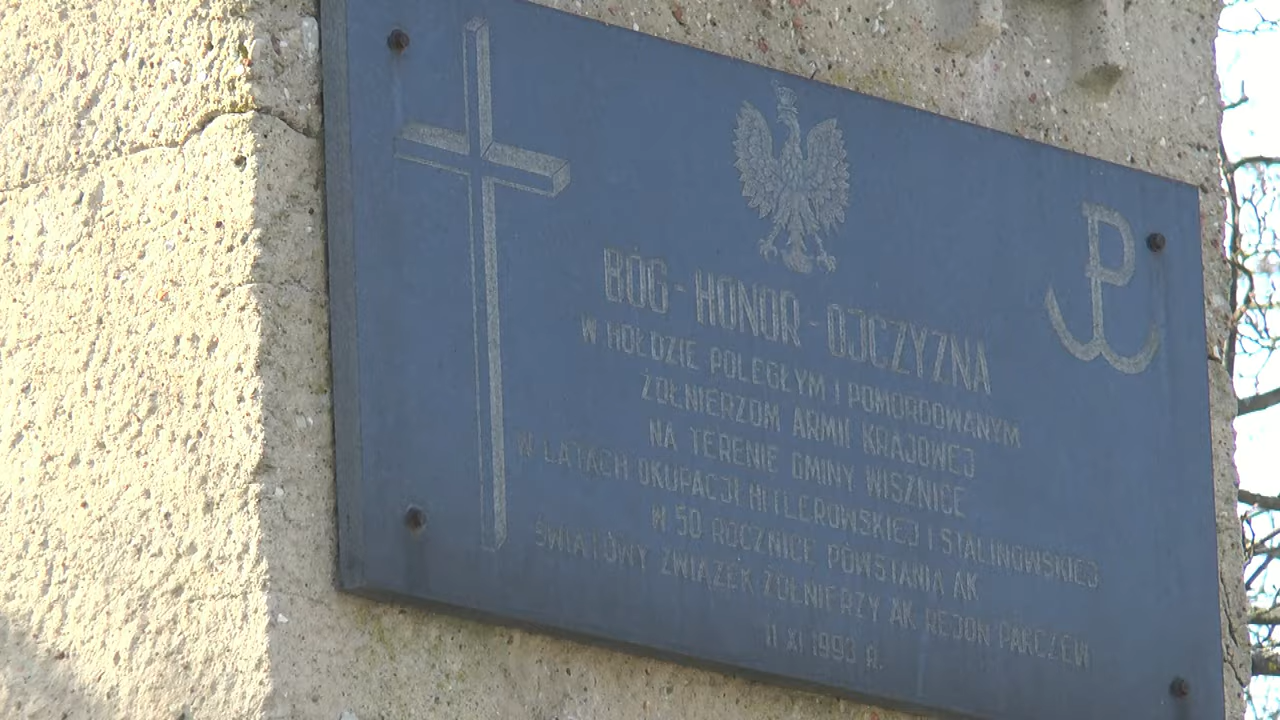 BÓG - HONOR - OJCZYZNA
W HOŁDZIE POLEGŁYM I POMORDOWANYM
ŻOŁNIERZOM ARMII KRAJOWEJ
NA TERENIE GMINY WISZNICE
W LATACH OKUPACJI HITLEROWSKIEJ I STALINOWSKIEJ
W 50 ROCZNICE POWSTANIA AK
ŚWIATOWY ZWIĄZEK ŻOŁNIERZY AK REJON PARCZEW
11 XI 1993 R.